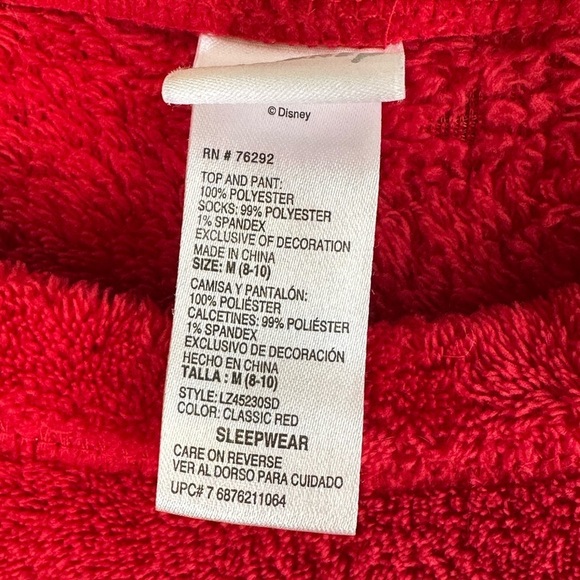 © Disney
RN # 76292
TOP AND PANT:
100% POLYESTER
SOCKS: 99% POLYESTER
1% SPANDEX
EXCLUSIVE OF DECORATION
MADE IN CHINA
SIZE: M (8-10)
CAMISA Y PANTALÓN:
100% POLIÉSTER
CALCETINES: 99% POLIÉSTER
1% SPANDEX
EXCLUSIVO DE DECORACIÓN
HECHO EN CHINA
TALLA : M (8-10)
STYLE: LZ45230SD
COLOR: CLASSIC RED
SLEEPWEAR
CARE ON REVERSE
VER AL DORSO PARA CUIDADO
UPC# 7 6876211064